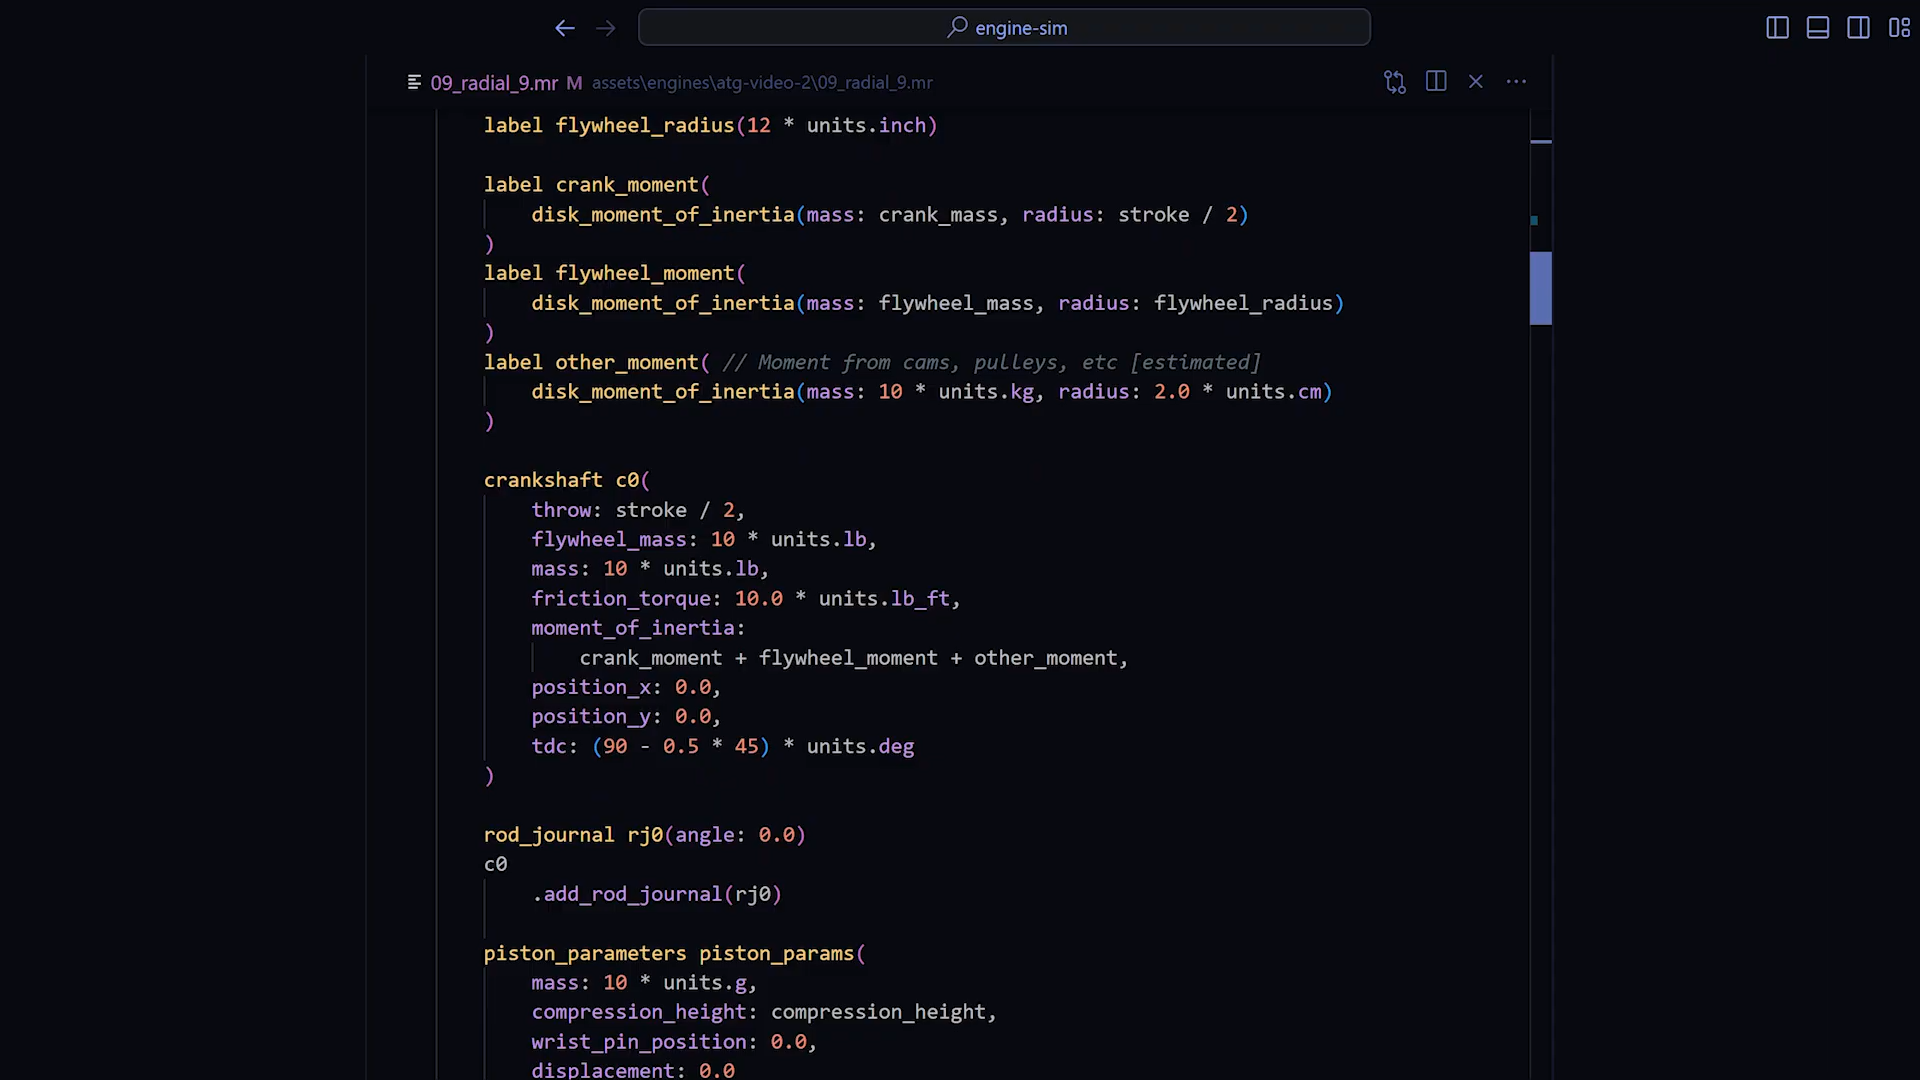 engine-sim
09_radial_9.mr M assets\engines\atg-video-2\09_radial_9.mr
label flywheel_radius(12 * units.inch)
label crank_moment(
disk_moment_of_inertia(mass: crank_mass, radius: stroke / 2)
)
label flywheel_moment(
disk_moment_of_inertia(mass: flywheel_mass, radius: flywheel_radius)
)
label other_moment( // Moment from cams, pulleys, etc [estimated]
disk_moment_of_inertia(mass: 10 * units.kg, radius: 2.0 * units.cm)
)
crankshaft c0(
throw: stroke / 2,
flywheel_mass: 10 * units.lb,
mass: 10 * units.lb,
friction_torque: 10.0 * units.lb_ft,
moment_of_inertia:
crank_moment + flywheel_moment + other_moment,
position_x: 0.0,
position_y: 0.0,
tdc: (90 - 0.5 * 45) * units.deg
)
rod_journal rj0(angle: 0.0)
c0
.add_rod_journal(rj0)
piston_parameters piston_params(
mass: 10 * units.g,
compression_height: compression_height,
wrist_pin_position: 0.0,
displacement: 0.0